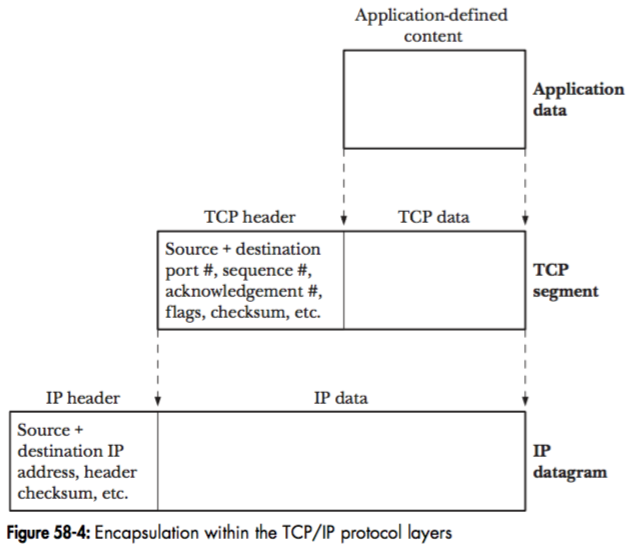 Application-defined
content
Application
data
TCP header
TCP data
Source + destination
port #, sequence #,
acknowledgement #,
flags, checksum, etc.
TCP
segment
IP header
IP data
Source +
destination IP
address, header
checksum, etc.
IP
datagram
Figure 58-4: Encapsulation within the TCP/IP protocol layers